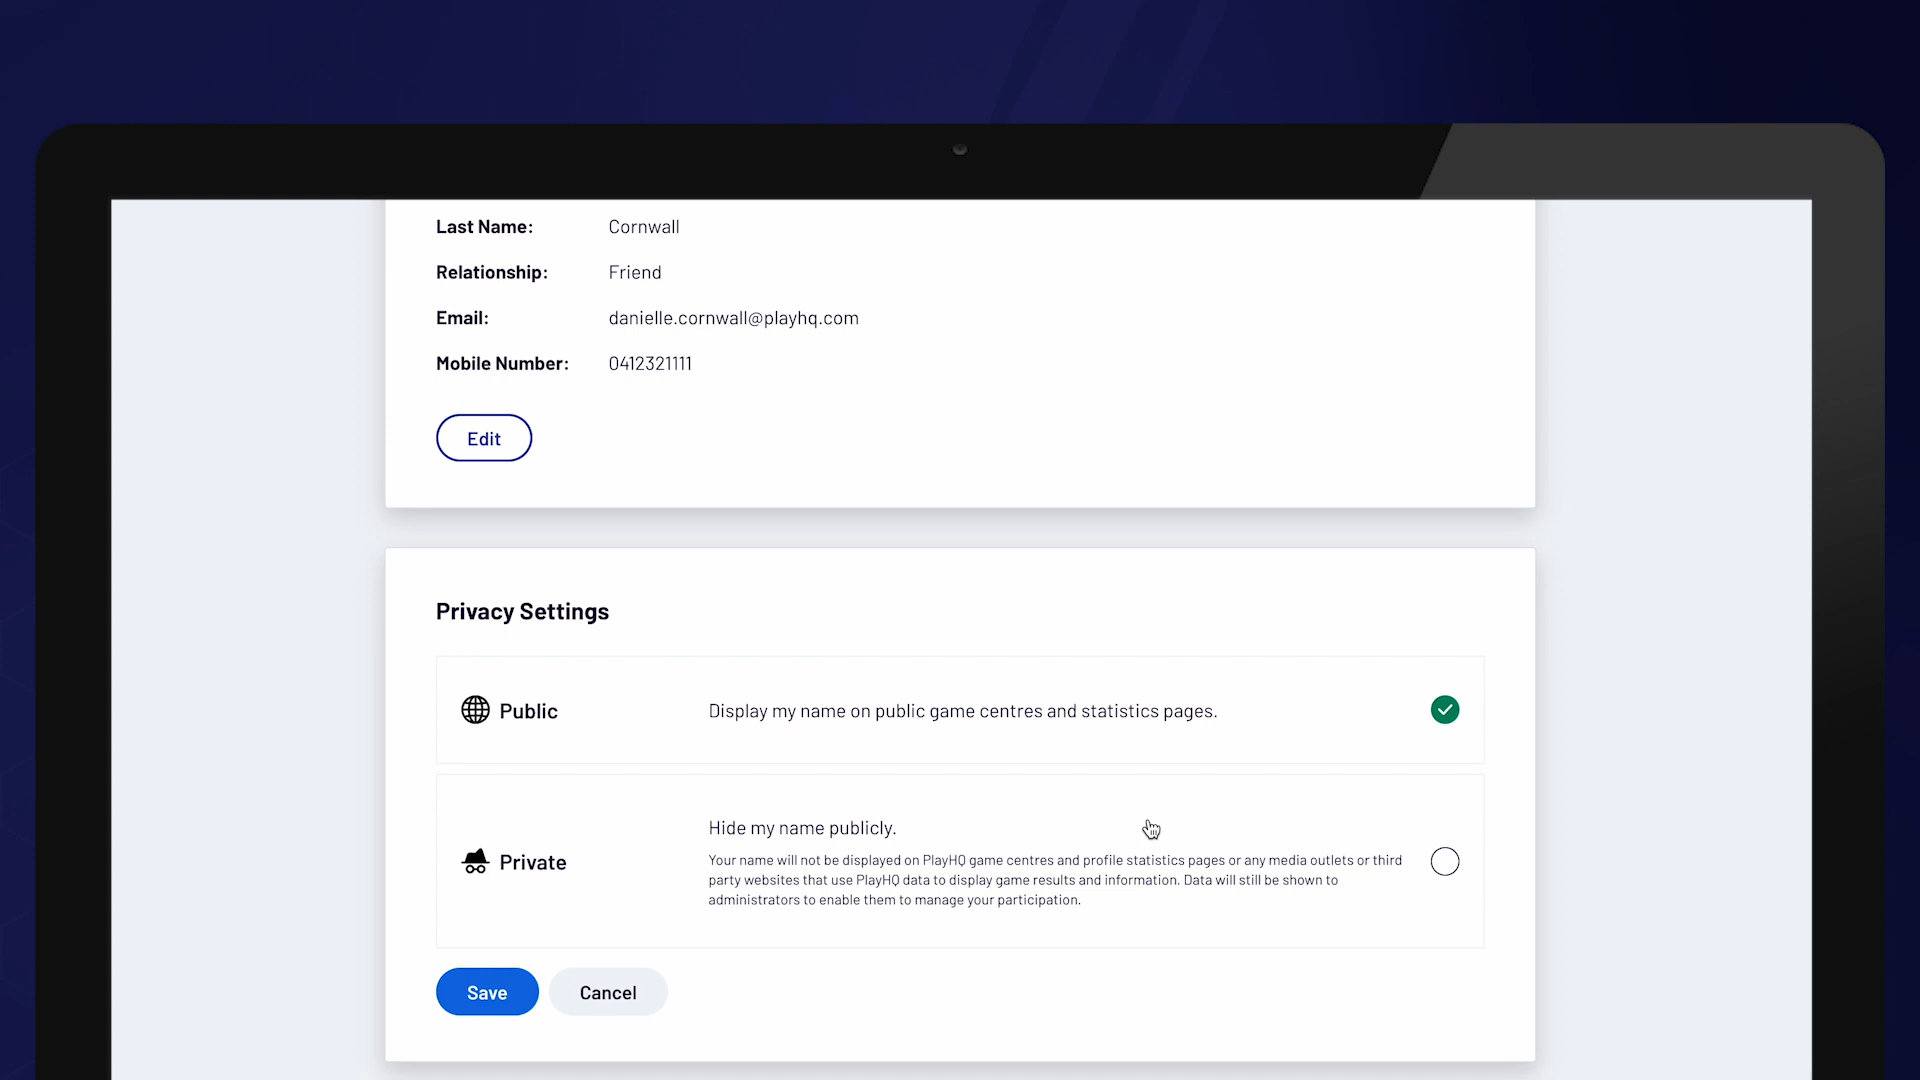 Last Name: Cornwall
Relationship: Friend
Email: danielle.cornwall@playhq.com
Mobile Number: 0412321111
Edit
Privacy Settings
Public Display my name on public game centres and statistics pages.
Private
Hide my name publicly.
Your name will not be displayed on PlayHQ game centres and profile statistics pages or any media outlets or third
party websites that use PlayHQ data to display game results and information. Data will still be shown to
administrators to enable them to manage your participation.
Save Cancel